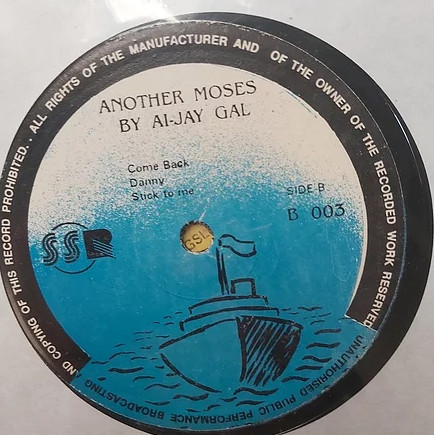 ALL RIGHTS OF THE MANUFACTURER AND OF THE OWNER OF THE RECORDED WORK RESERVED
UNAUTHORISED PUBLIC PERFORMANCE BROADCASTING AND COPYING OF THIS RECORD PROHIBITED.
ANOTHER MOSES
BY AI-JAY GAL
Come Back
Danny
Stick to me
SIDE B
B 003
SSR
GSL